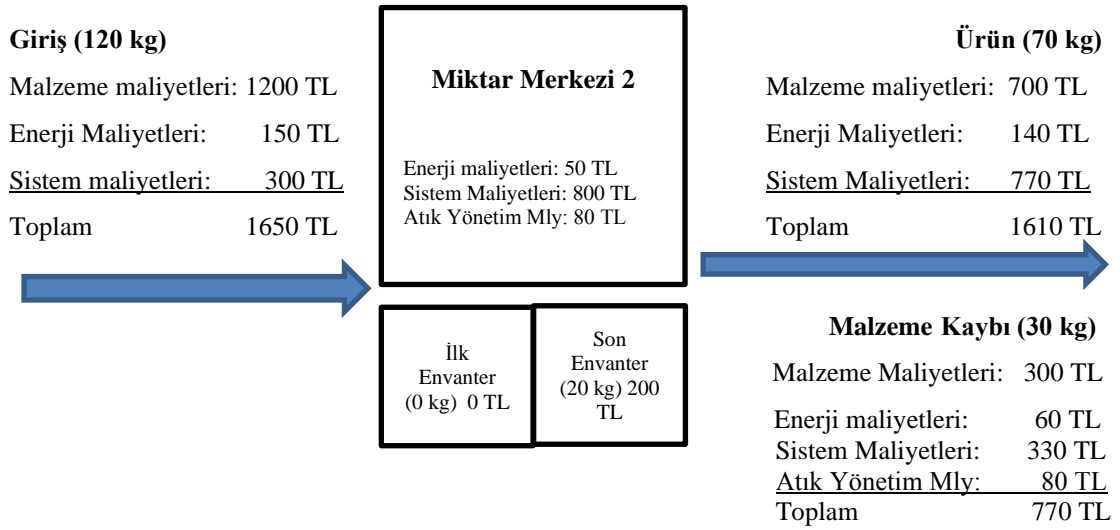 Giriş (120 kg)
Malzeme maliyetleri: 1200 TL
Enerji Maliyetleri: 150 TL
Sistem maliyetleri: 300 TL
Toplam 1650 TL
Miktar Merkezi 2
Enerji maliyetleri: 50 TL
Sistem Maliyetleri: 800 TL
Atık Yönetim Mly: 80 TL
İlk
Envanter
(0 kg) 0 TL
Son
Envanter
(20 kg) 200
TL
Ürün (70 kg)
Malzeme maliyetleri: 700 TL
Enerji Maliyetleri: 140 TL
Sistem Maliyetleri: 770 TL
Toplam 1610 TL
Malzeme Kaybı (30 kg)
Malzeme Maliyetleri: 300 TL
Enerji maliyetleri: 60 TL
Sistem Maliyetleri: 330 TL
Atık Yönetim Mly: 80 TL
Toplam 770 TL